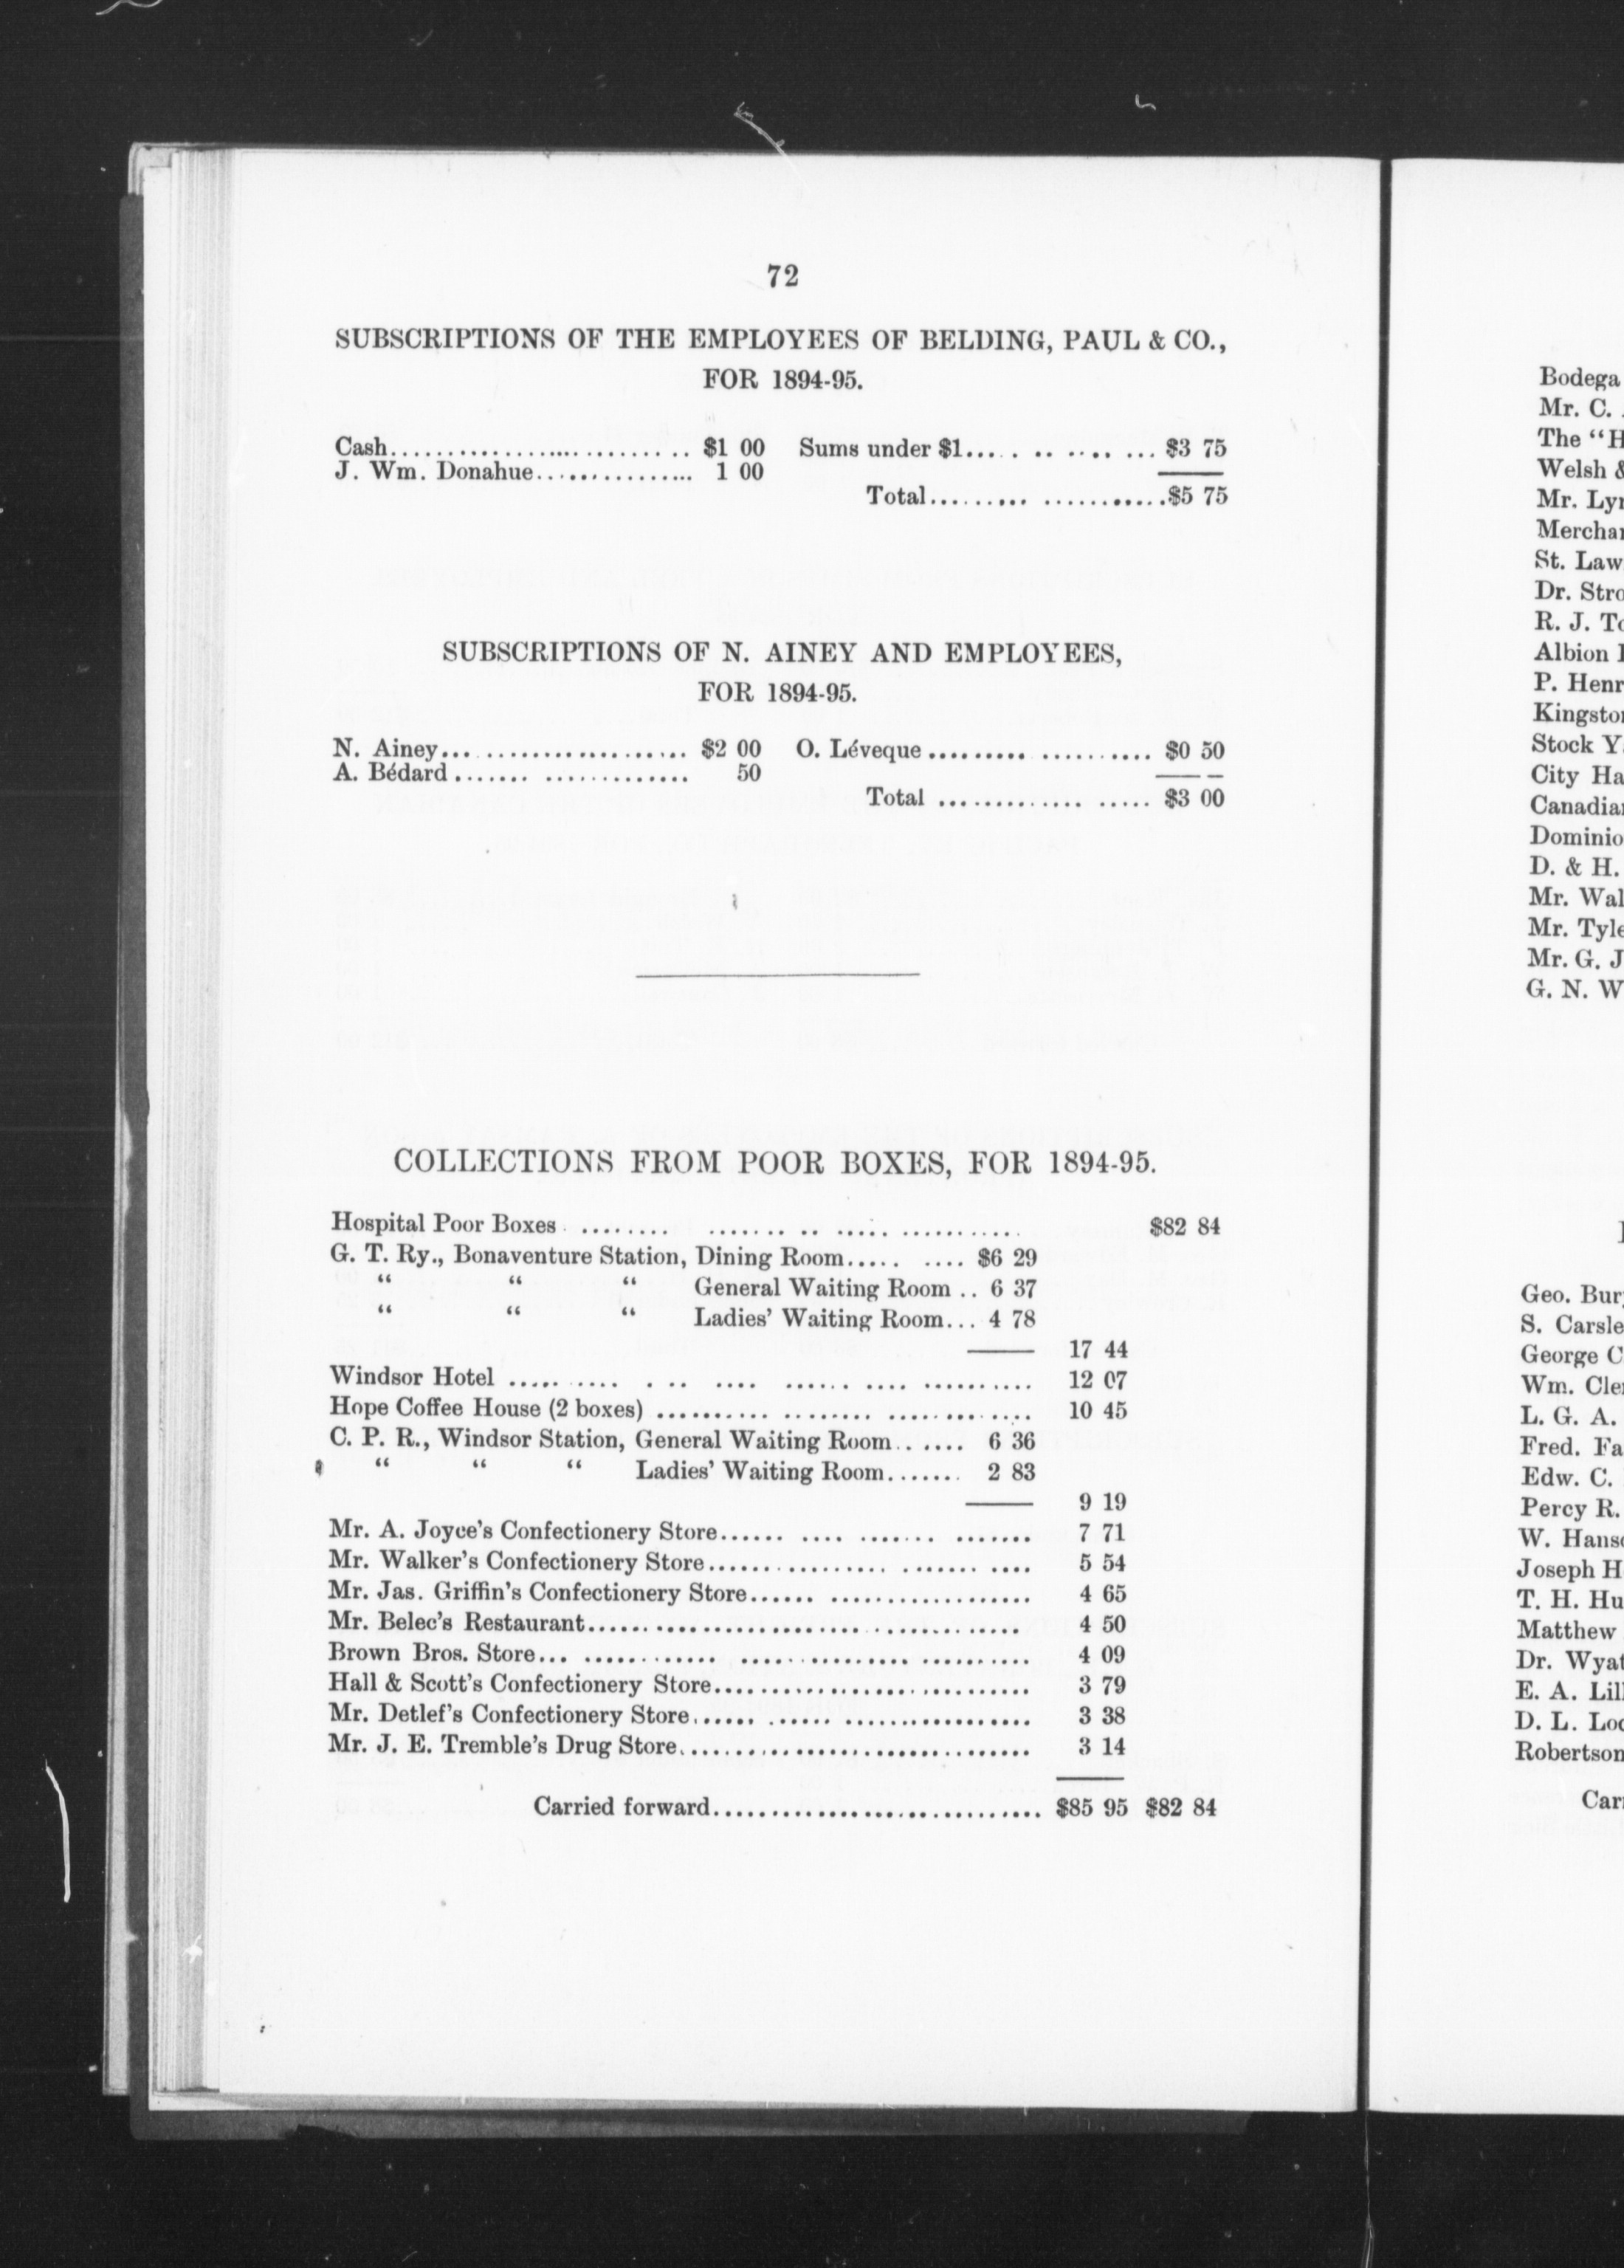 72
SUBSCRIPTIONS OF THE EMPLOYEES OF BELDING, PAUL & CO.,
FOR 1894-95.
Cash.............................. $1 00 Sums under $1.... .. .... ... $3 75
J. Wm. Donahue................ 1 00
Total......... ...........$5 75
SUBSCRIPTIONS OF N. AINEY AND EMPLOYEES,
FOR 1894-95.
N. Ainey... .................... $2 00 O. Léveque .......... ........... $0 50
A. Bédard ....... ............. 50
Total ............. ..... $3 00
COLLECTIONS FROM POOR BOXES, FOR 1894-95.
Hospital Poor Boxes ........ ....... .. ..... ............ $82 84
G. T. Ry., Bonaventure Station, Dining Room..... .... $6 29
“ “ “ General Waiting Room .. 6 37
“ “ “ Ladies' Waiting Room... 4 78
17 44
Windsor Hotel ..... ..... . .. .... ...... .... ........... 12 07
Hope Coffee House (2 boxes) .......... ........ ............. 10 45
C. P. R., Windsor Station, General Waiting Room.. .... 6 36
“ “ “ Ladies' Waiting Room....... 2 83
9 19
Mr. A. Joyce's Confectionery Store...... .... ....... ....... 7 71
Mr. Walker's Confectionery Store................ ....... .... 5 54
Mr. Jas. Griffin's Confectionery Store...... ................... 4 65
Mr. Belec's Restaurant........................... ............ 4 50
Brown Bros. Store... ............ ................. .......... 4 09
Hall & Scott's Confectionery Store............................ 3 79
Mr. Detlef's Confectionery Store...... ...... ................. 3 38
Mr. J. E. Tremble's Drug Store............................... 3 14
Carried forward............................. $85 95 $82 84
Bodega
Mr. C.
The “H
Welsh &
Mr. Lyn
Merchan
St. Law
Dr. Stro
R. J. To
Albion
P. Henr
Kingston
Stock Y
City Ha
Canadian
Dominio
D. & H.
Mr. Wal
Mr. Tyle
Mr. G. J
G. N. W
Geo. Bur
S. Carsle
George C
Wm. Cle
L. G. A.
Fred. Fa
Edw. C.
Percy R.
W. Hans
Joseph H
T. H. Hu
Matthew
Dr. Wyat
E. A. Lil
D. L. Loc
Robertson
Car